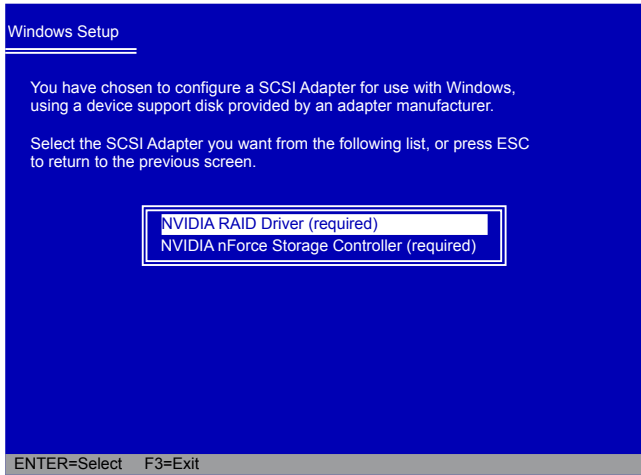 Windows Setup
You have chosen to configure a SCSI Adapter for use with Windows,
using a device support disk provided by an adapter manufacturer.
Select the SCSI Adapter you want from the following list, or press ESC
to return to the previous screen.
NVIDIA RAID Driver (required)
NVIDIA nForce Storage Controller (required)
ENTER=Select F3=Exit